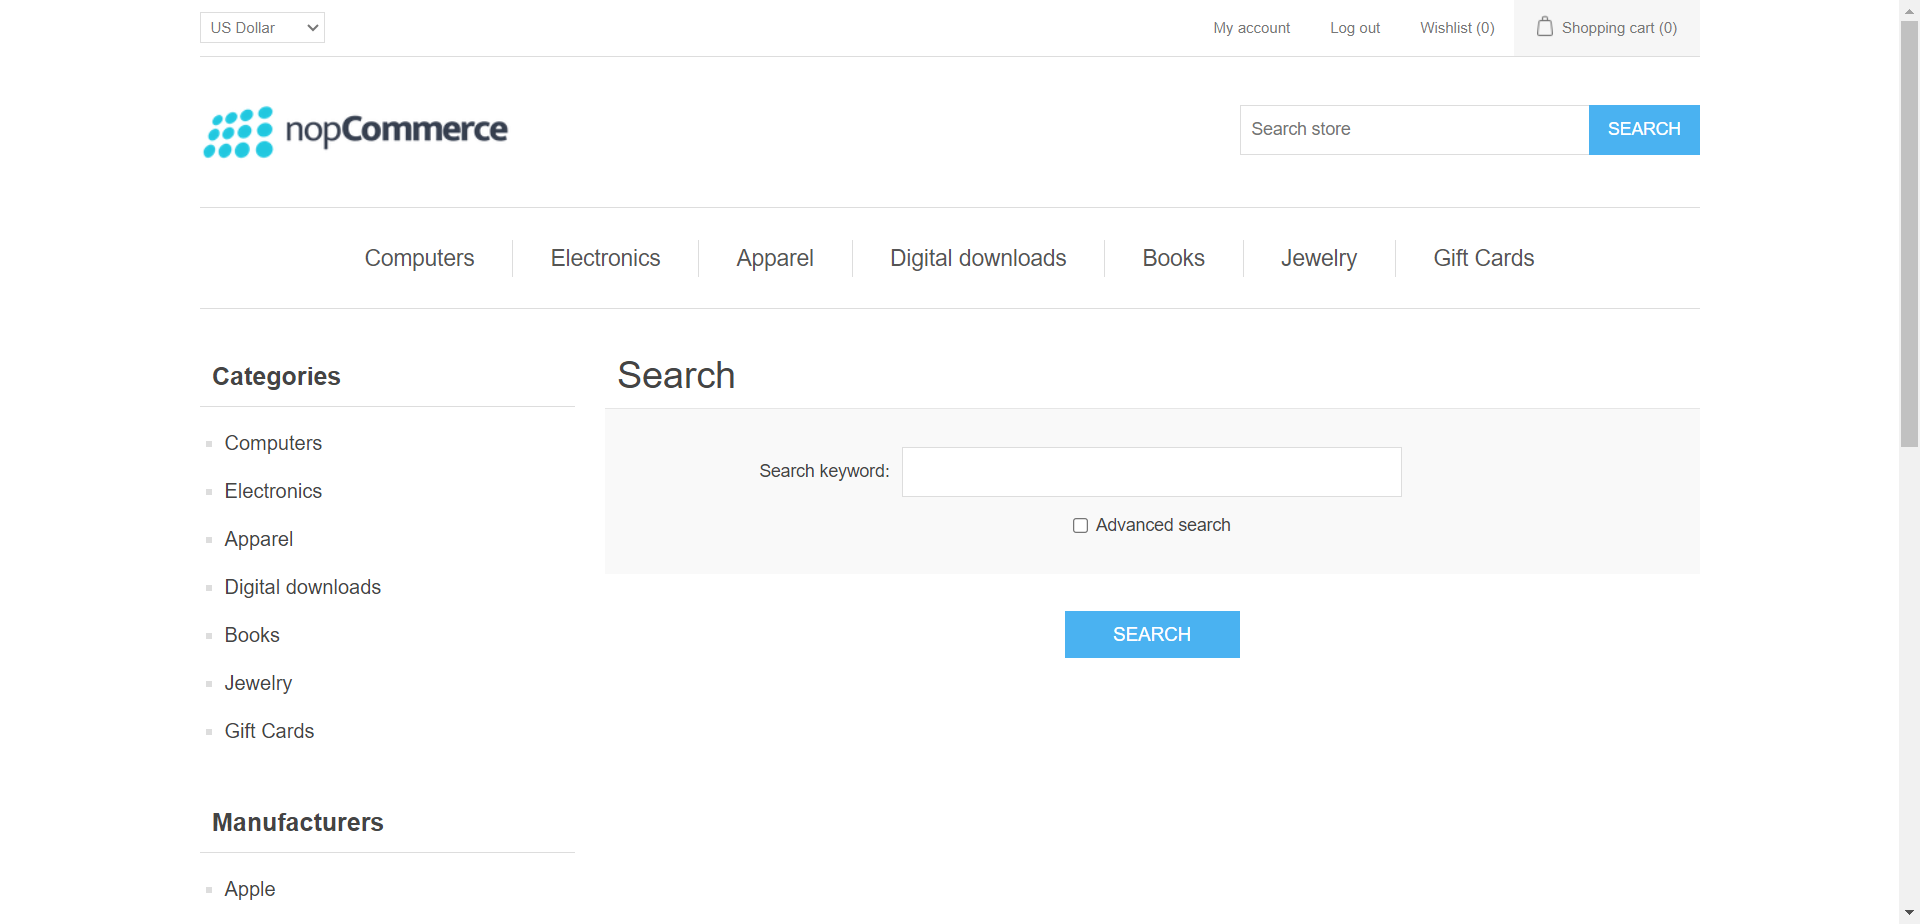 US Dollar
My account
Log out
Wishlist (0)
Shopping cart (0)
nopCommerce
Search store
SEARCH
Computers
Electronics
Apparel
Digital downloads
Books
Jewelry
Gift Cards
Categories
Computers
Electronics
Apparel
Digital downloads
Books
Jewelry
Gift Cards
Manufacturers
Apple
Search
Search keyword:
Advanced search
SEARCH